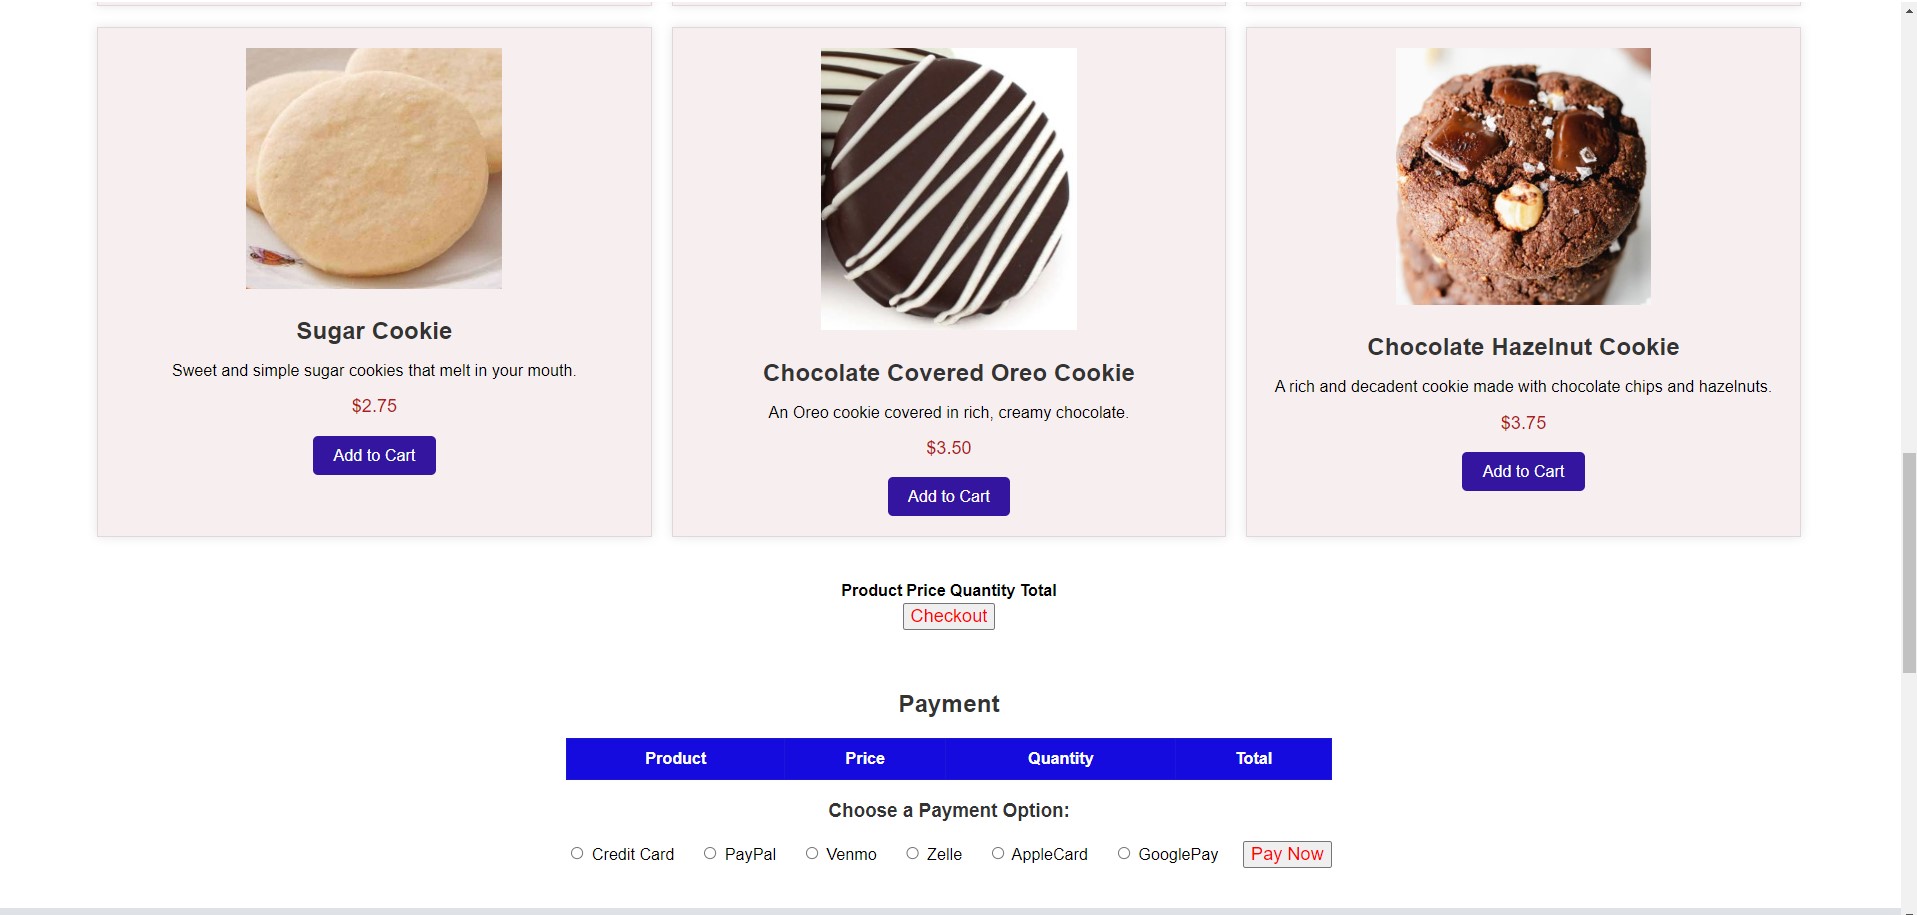 Sugar Cookie
Sweet and simple sugar cookies that melt in your mouth.
$2.75
Add to Cart
Chocolate Covered Oreo Cookie
An Oreo cookie covered in rich, creamy chocolate.
$3.50
Add to Cart
Chocolate Hazelnut Cookie
A rich and decadent cookie made with chocolate chips and hazelnuts.
$3.75
Add to Cart
Product Price Quantity Total
Checkout
Payment
Product Price Quantity Total
Choose a Payment Option:
Credit Card PayPal Venmo Zelle AppleCard GooglePay Pay Now